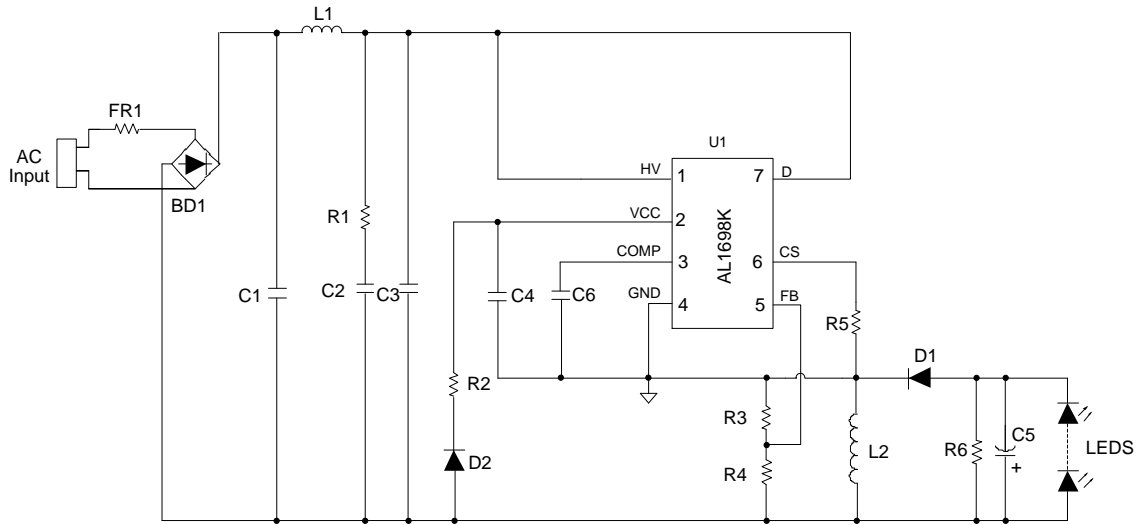 L1
FR1
AC
Input
BD1
U1
HV
1
7
D
R1
VCC
2
AL1698K
COMP
3
6
CS
C1
C2
C3
C4
C6
GND
4
5
FB
R5
D1
R2
R3
C5
L2
R6
LEDS
D2
R4
+